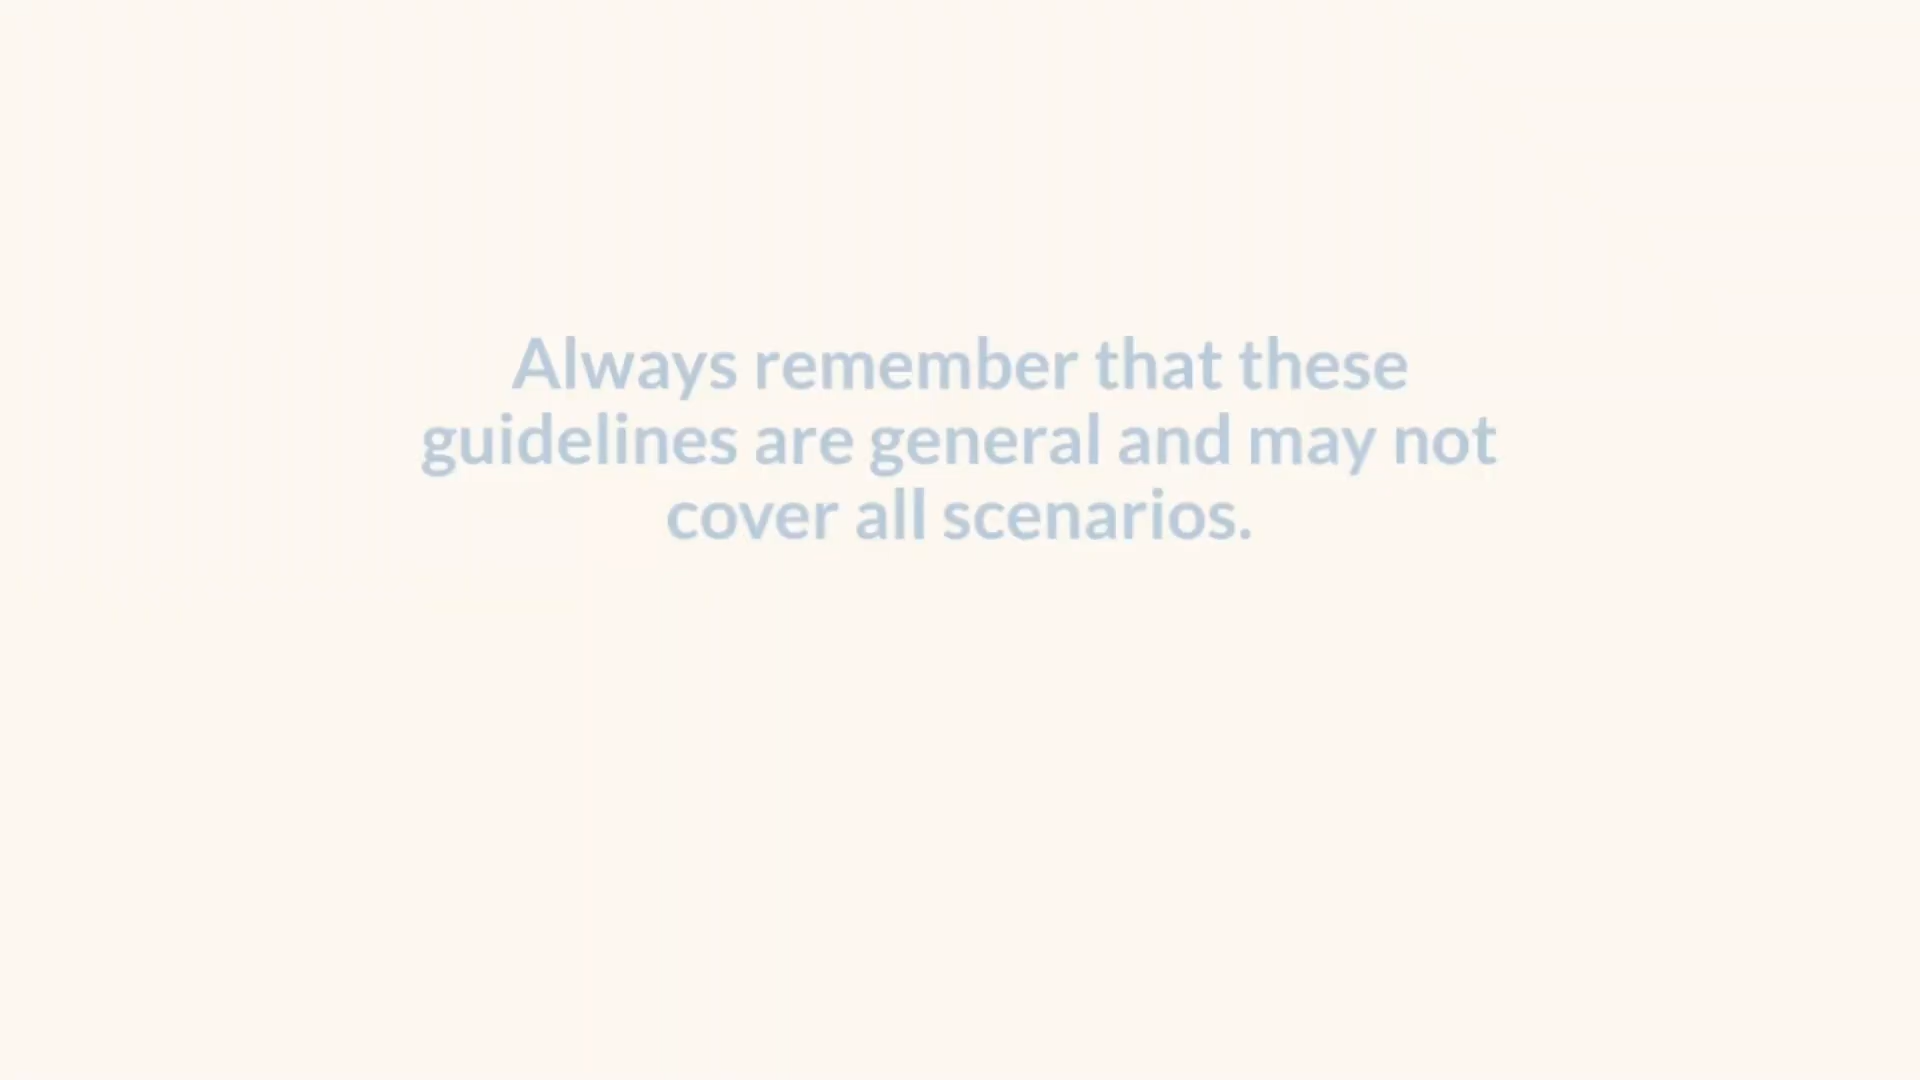 Always remember that these
guidelines are general and may not
cover all scenarios.